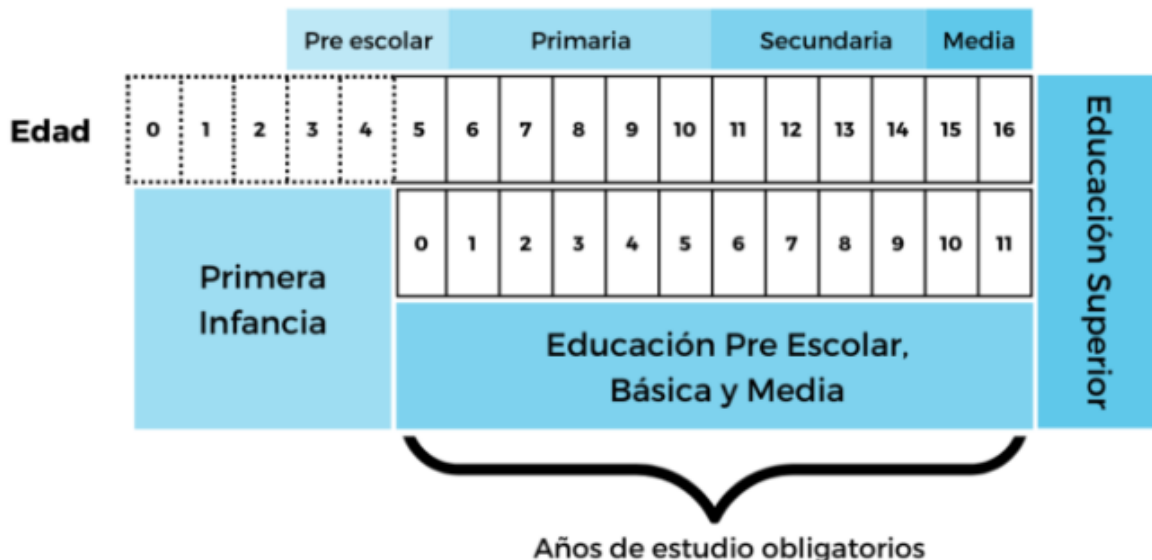 Pre escolar Primaria Secundaria Media
Edad 0 1 2 3 4 5 6 7 8 9 10 11 12 13 14 15 16
0 1 2 3 4 5 6 7 8 9 10 11
Primera
Infancia
Educación Pre Escolar,
Básica y Media
Educación Superior
Años de estudio obligatorios